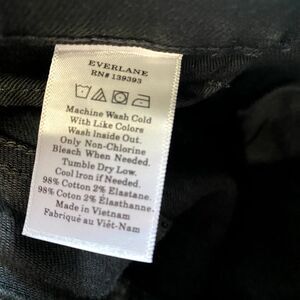 EVERLANE
RN# 139393
Machine Wash Cold
With Like Colors
Wash Inside Out.
Only Non-Chlorine
Bleach When Needed.
Tumble Dry Low.
Cool Iron if Needed.
98% Cotton 2% Elastane.
98% Coton 2% Élasthanne.
Made in Vietnam
Fabriqué au Viêt-Nam